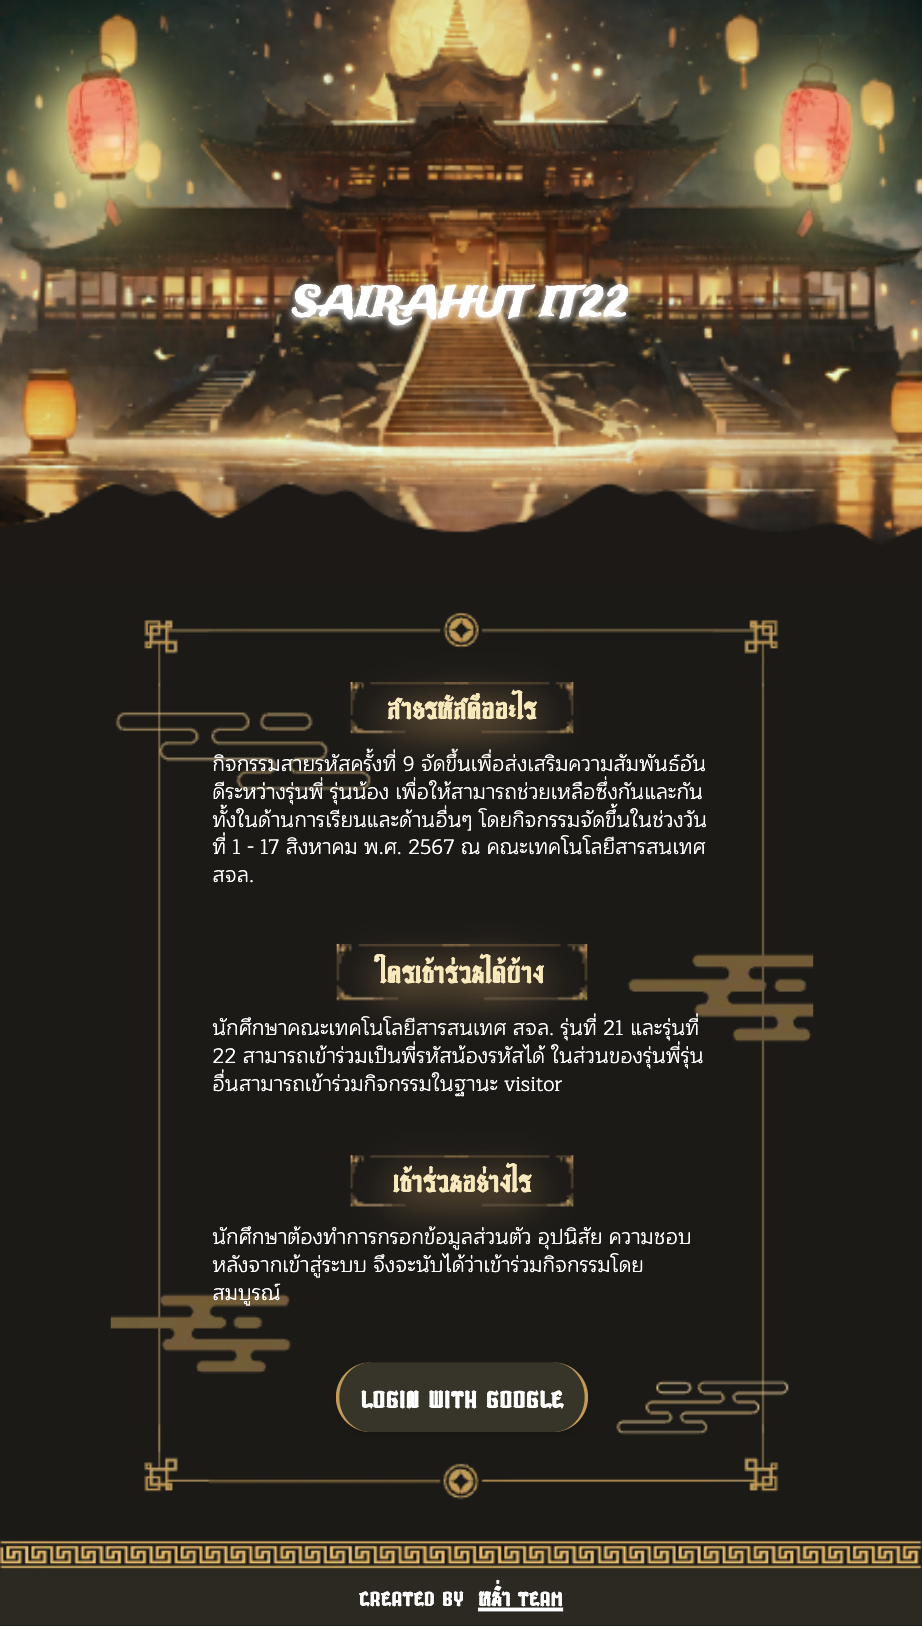 SAIRAHUT IT22
สายรหัสคืออะไร
กิจกรรมสายรหัสครั้งที่ 9 จัดขึ้นเพื่อส่งเสริมความสัมพันธ์อัน
ดีระหว่างรุ่นพี่ รุ่นน้อง เพื่อให้สามารถช่วยเหลือซึ่งกันและกัน
ทั้งในด้านการเรียนและด้านอื่นๆ โดยกิจกรรมจัดขึ้นในช่วงวัน
ที่ 1 - 17 สิงหาคม พ.ศ. 2567 ณ คณะเทคโนโลยีสารสนเทศ
สจล.
ใครเข้าร่วมได้บ้าง
นักศึกษาคณะเทคโนโลยีสารสนเทศ สจล. รุ่นที่ 21 และรุ่นที่
22 สามารถเข้าร่วมเป็นพี่รหัสน้องรหัสได้ ในส่วนของรุ่นพี่รุ่น
อื่นสามารถเข้าร่วมกิจกรรมในฐานะ visitor
เข้าร่วมอย่างไร
นักศึกษาต้องทำการกรอกข้อมูลส่วนตัว อุปนิสัย ความชอบ
หลังจากเข้าสู่ระบบ จึงจะนับได้ว่าเข้าร่วมกิจกรรมโดย
สมบูรณ์
LOGIN WITH GOOGLE
CREATED BY หล่ำ TEAM